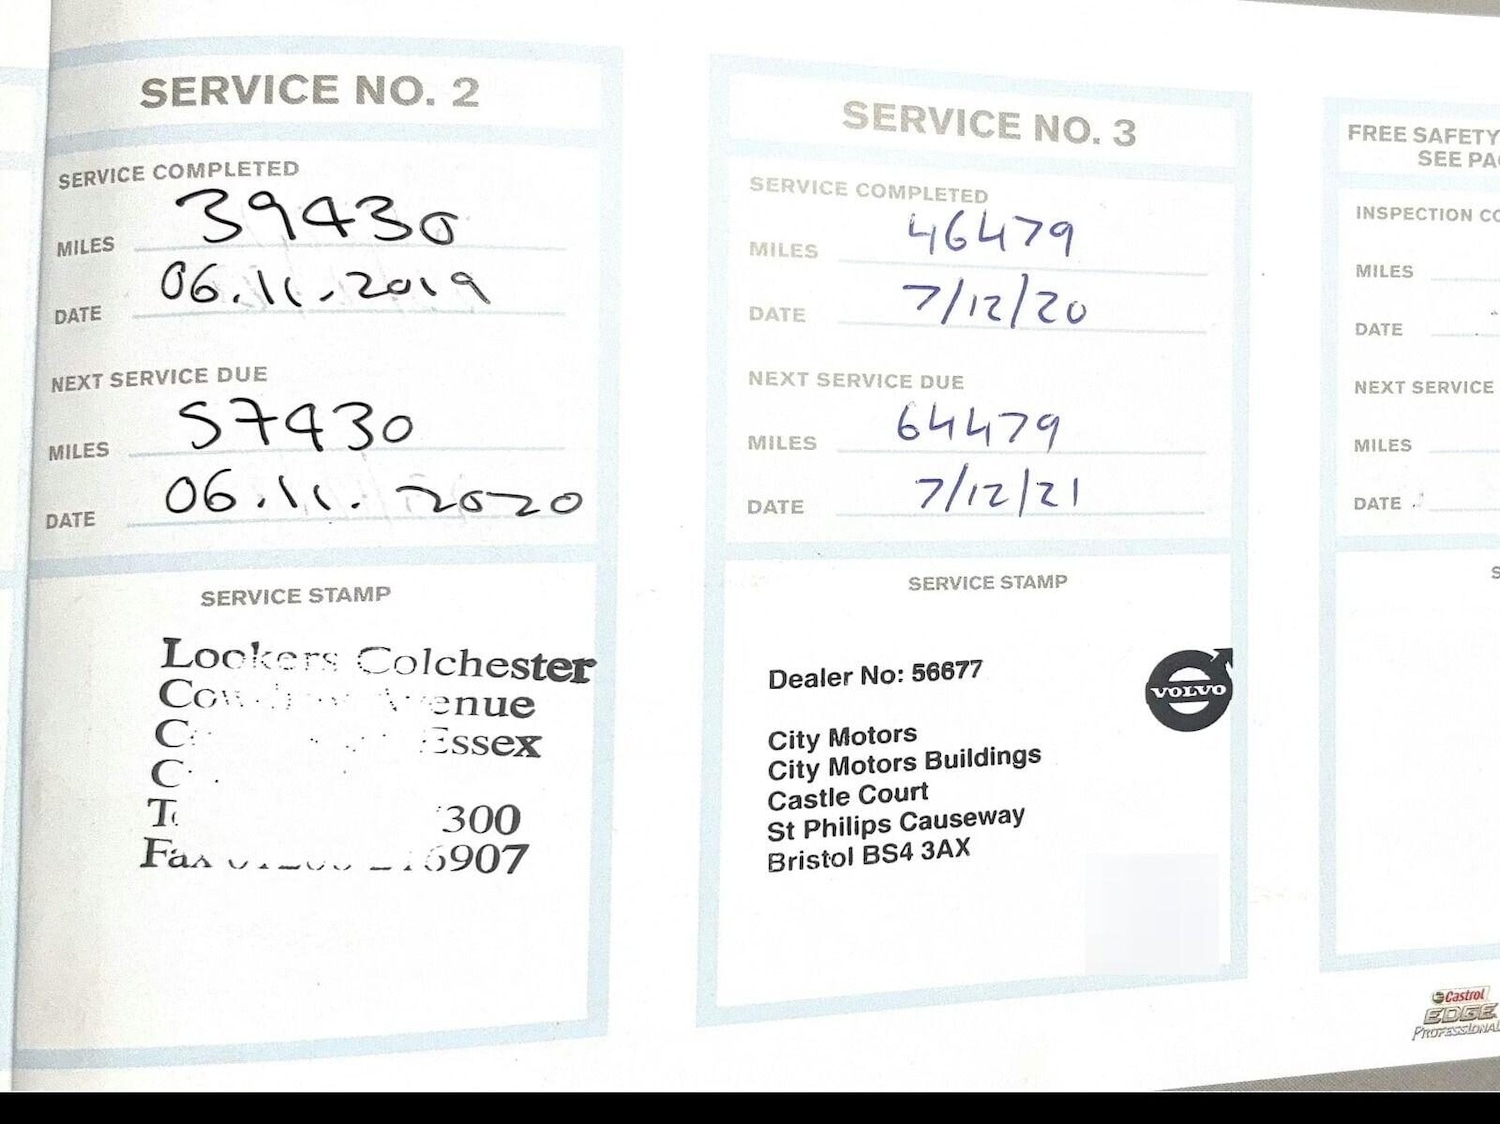 SERVICE NO. 2
SERVICE COMPLETED
MILES 39430
DATE 06.11.2019
NEXT SERVICE DUE
MILES 57430
DATE 06.11.2020
SERVICE STAMP
Lookers Colchester
Avenue
Essex
300
Fax 6907
SERVICE NO. 3
SERVICE COMPLETED
MILES 46479
DATE 7/12/20
NEXT SERVICE DUE
MILES 64479
DATE 7/12/21
SERVICE STAMP
Dealer No: 56677
VOLVO
City Motors
City Motors Buildings
Castle Court
St Philips Causeway
Bristol BS4 3AX
FREE SAFETY
SEE
INSPECTION
MILES
DATE
NEXT SERVICE
MILES
DATE
Castrol
EDGE
PROFESSIONAL